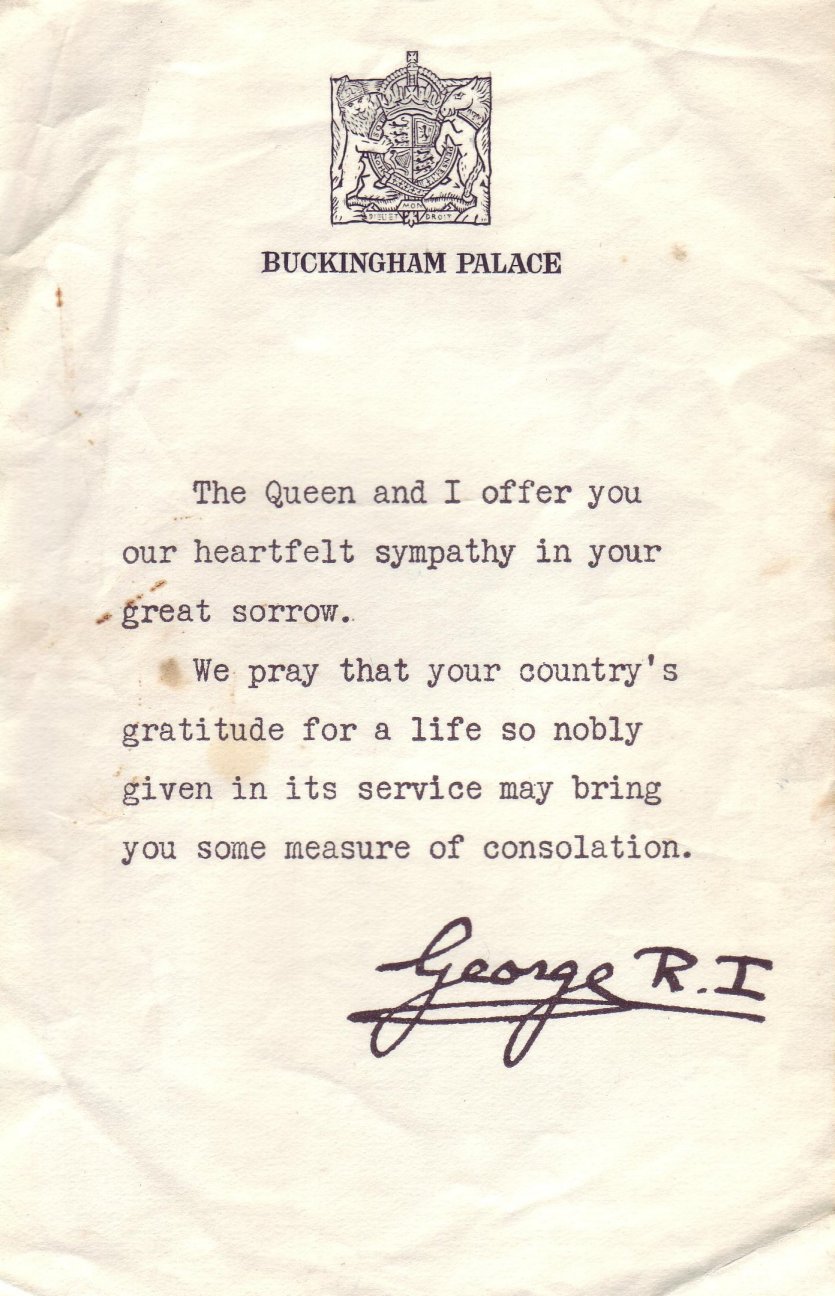 MON
DIEU ET DROIT
BUCKINGHAM PALACE
The Queen and I offer you
our heartfelt sympathy in your
great sorrow.
We pray that your country's
gratitude for a life so nobly
given in its service may bring
you some measure of consolation.
George R.I